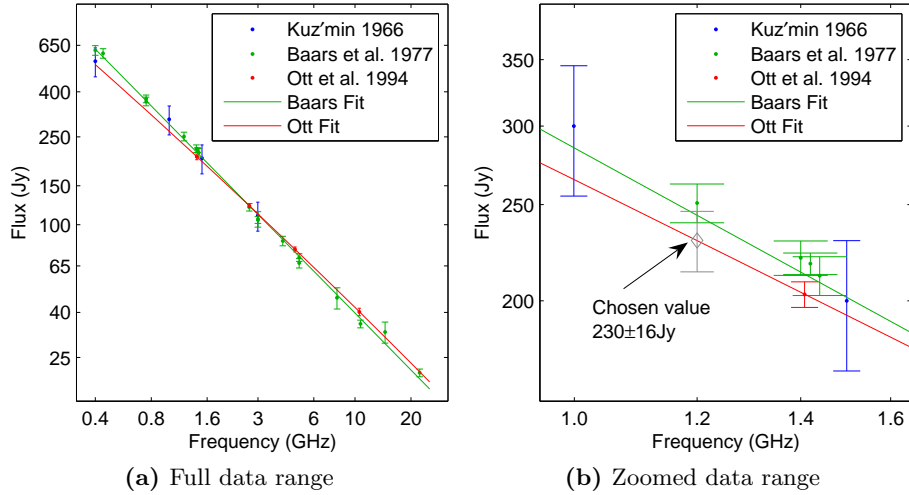 650
400
250
150
100
65
40
25
Flux (Jy)
0.4 0.8 1.6 3 6 10 20
Frequency (GHz)
Kuz′min 1966
Baars et al. 1977
Ott et al. 1994
Baars Fit
Ott Fit
(a) Full data range
350
300
250
200
Flux (Jy)
1.0 1.2 1.4 1.6
Frequency (GHz)
Kuz′min 1966
Baars et al. 1977
Ott et al. 1994
Baars Fit
Ott Fit
Chosen value
230±16Jy
(b) Zoomed data range